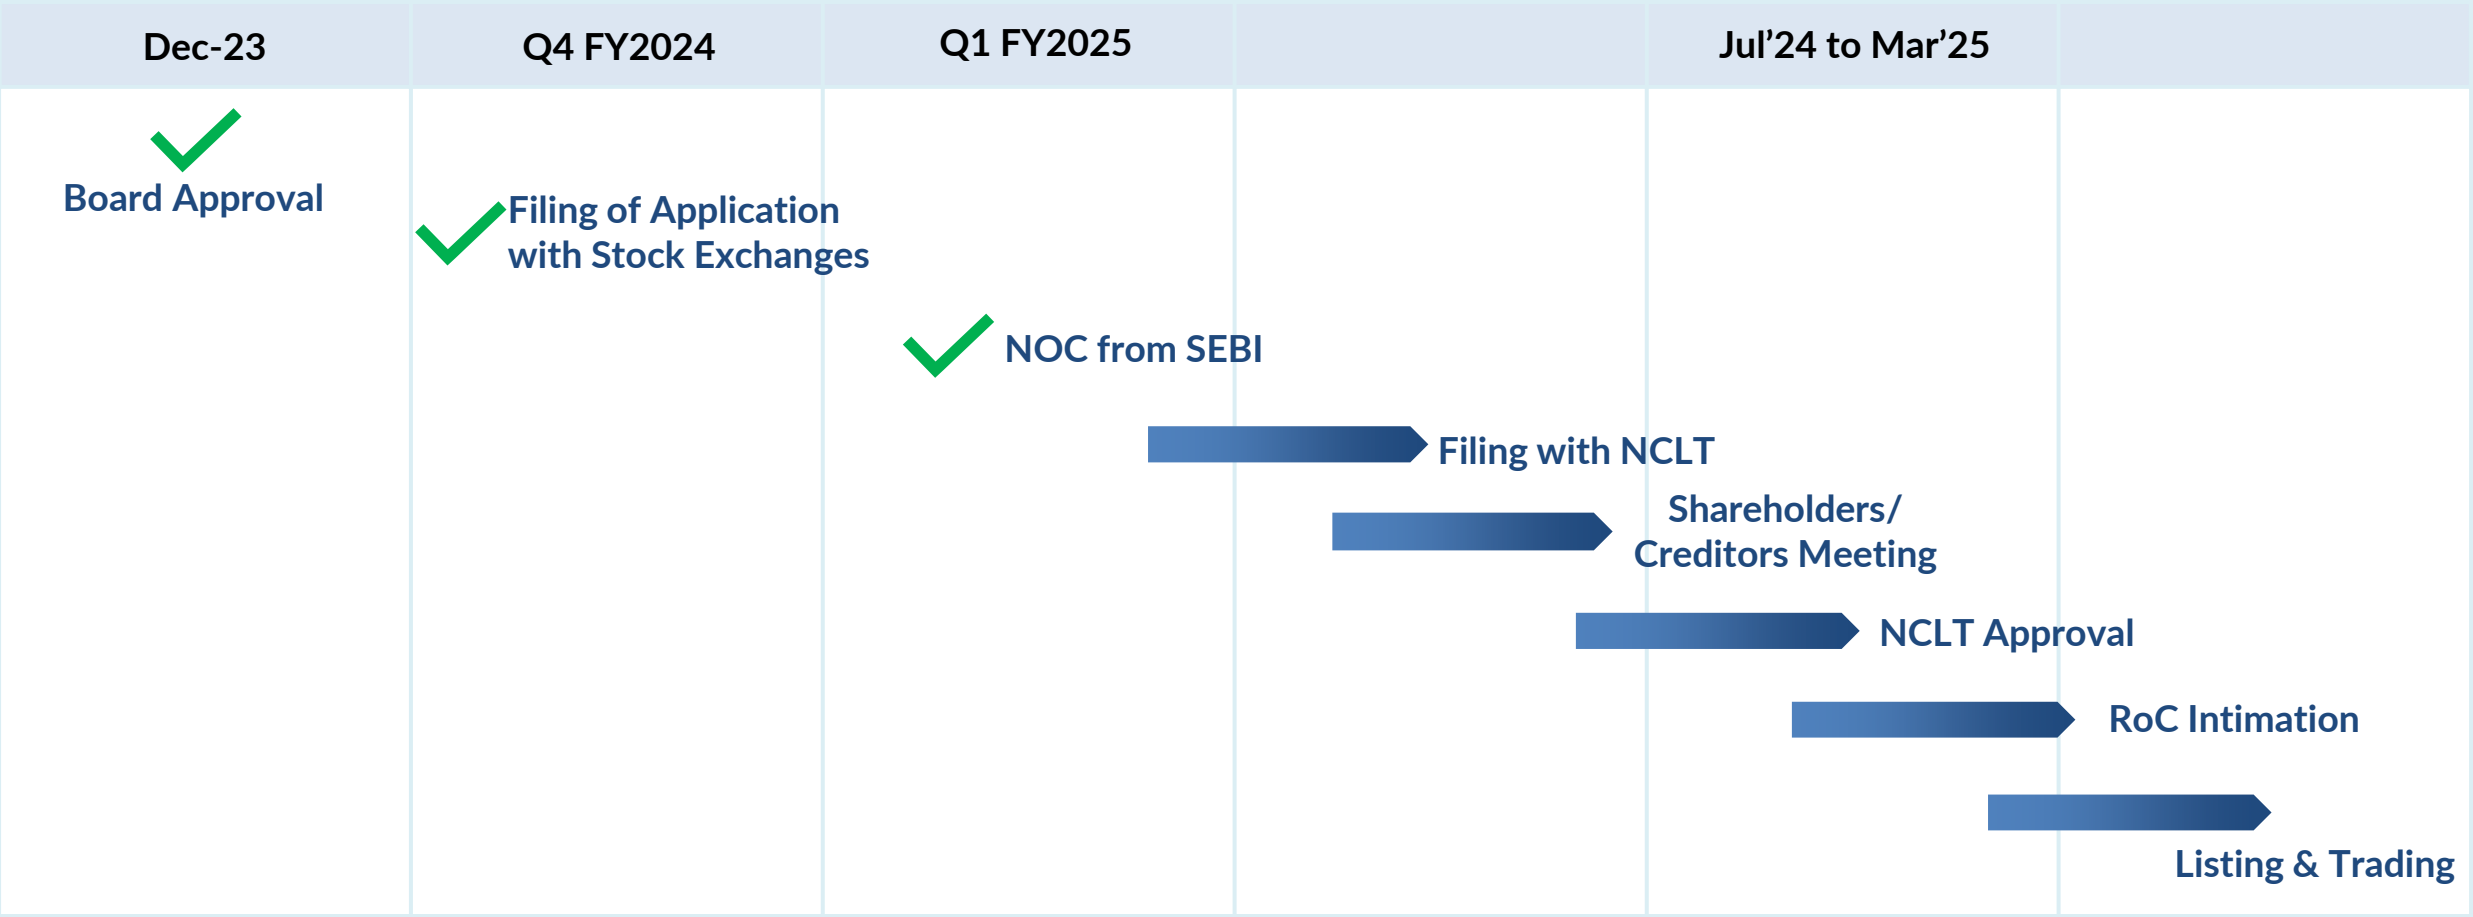 Dec-23
Q4 FY2024
Q1 FY2025
Jul’24 to Mar’25
Board Approval
Filing of Application
with Stock Exchanges
NOC from SEBI
Filing with NCLT
Shareholders/
Creditors Meeting
NCLT Approval
RoC Intimation
Listing & Trading